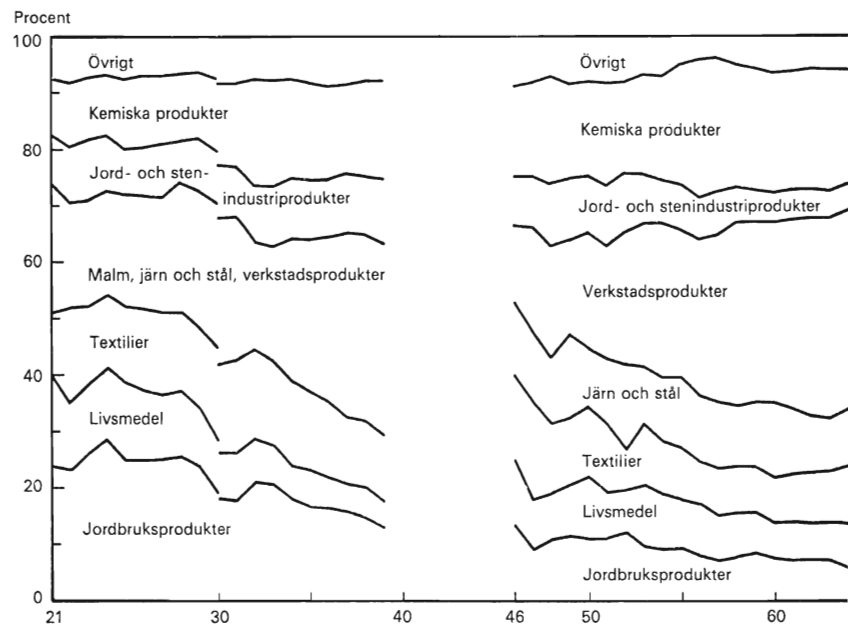 Procent
100
80
60
40
20
0
Övrigt
Kemiska produkter
Jord- och sten-
industriprodukter
Malm, järn och stål, verkstadsprodukter
Textilier
Livsmedel
Jordbruksprodukter
Övrigt
Kemiska produkter
Jord- och stenindustriprodukter
Verkstadsprodukter
Järn och stål
Textilier
Livsmedel
Jordbruksprodukter
21 30 40 46 50 60